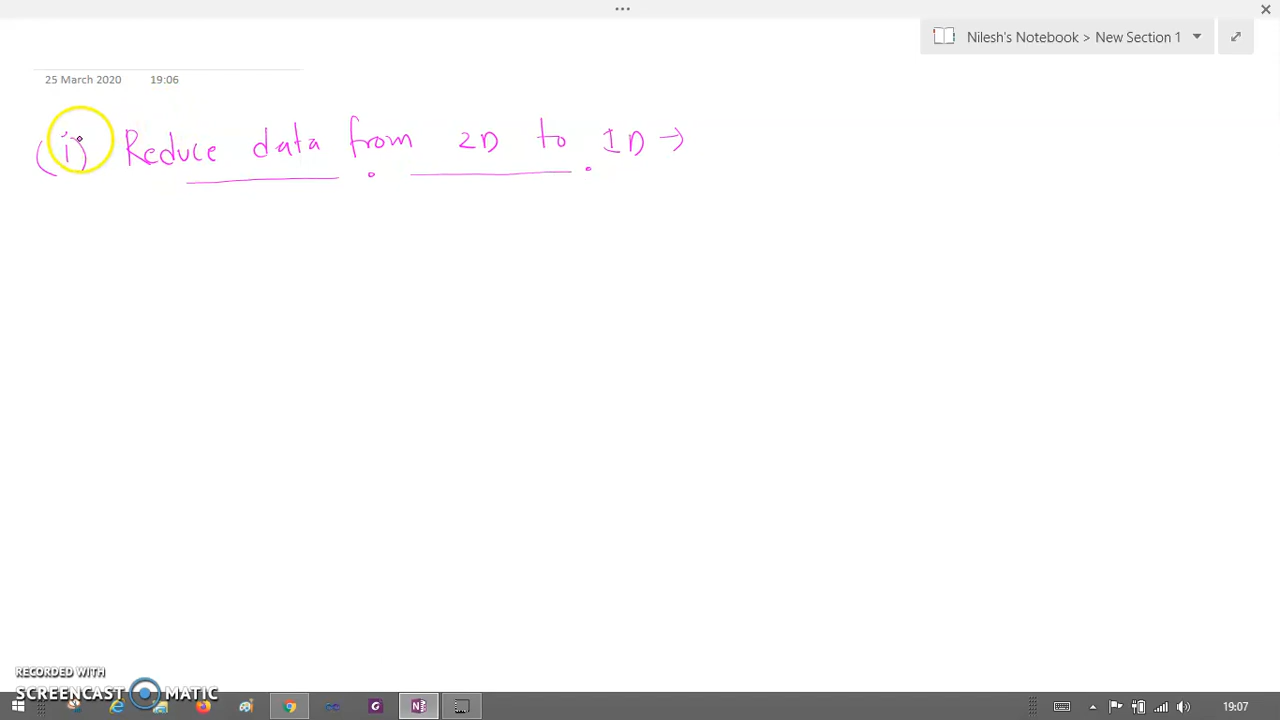 Nilesh's Notebook > New Section 1
25 March 2020 19:06
(i) Reduce data from 2D to 1D →
RECORDED WITH
SCREENCAST MATIC
19:07